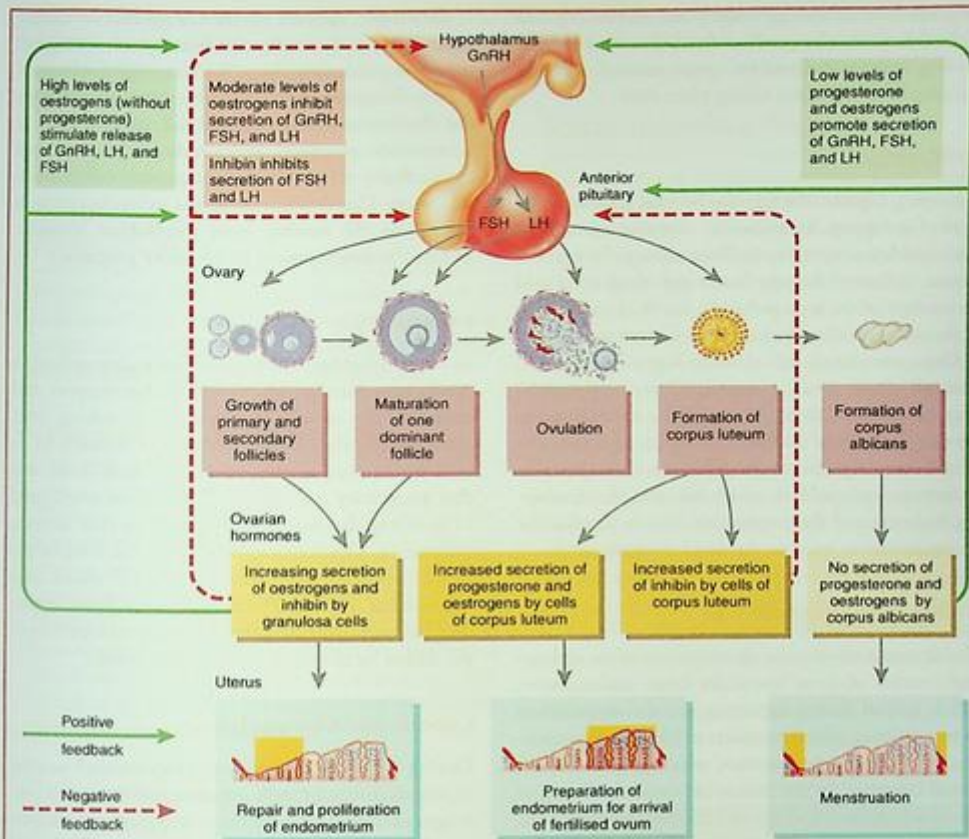 Hypothalamus
GnRH
High levels of
oestrogens (without
progesterone)
stimulate release
of GnRH, LH, and
FSH
Moderate levels of
oestrogens inhibit
secretion of GnRH,
FSH, and LH
Inhibin inhibits
secretion of FSH
and LH
Low levels of
progesterone
and oestrogens
promote secretion
of GnRH, FSH,
and LH
Anterior
pituitary
FSH LH
Ovary
Growth of
primary and
secondary
follicles
Maturation
of one
dominant
follicle
Ovulation
Formation of
corpus luteum
Formation of
corpus
albicans
Ovarian
hormones
Increasing secretion
of oestrogens and
inhibin by
granulosa cells
Increased secretion of
progesterone and
oestrogens by cells
of corpus luteum
Increased secretion
of inhibin by cells of
corpus luteum
No secretion of
progesterone and
oestrogens by
corpus albicans
Uterus
Positive
feedback
Negative
feedback
Repair and proliferation
of endometrium
Preparation of
endometrium for arrival
of fertilised ovum
Menstruation